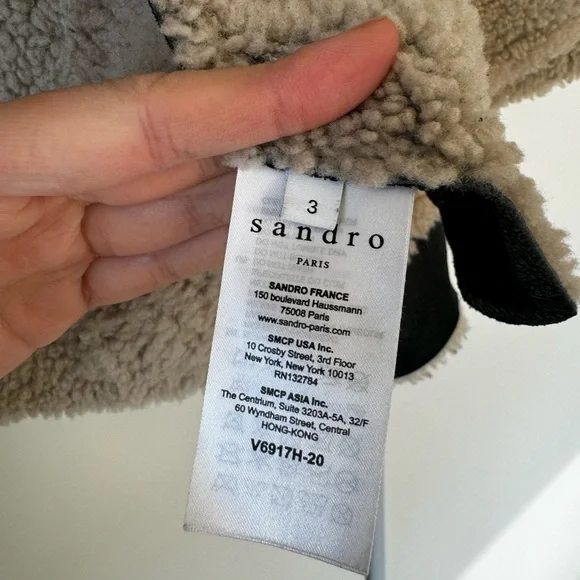 3
sandro
PARIS
SANDRO FRANCE
150 boulevard Haussmann
75008 Paris
www.sandro-paris.com
SMCP USA Inc.
10 Crosby Street, 3rd Floor
New York, New York 10013
RN132784
SMCP ASIA Inc.
The Centrium, Suite 3203A-5A, 32/F
60 Wyndham Street, Central
HONG-KONG
V6917H-20